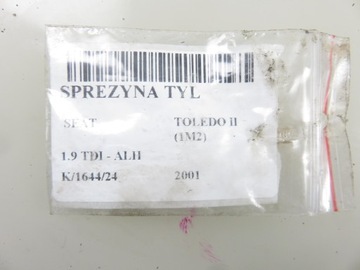 SPREZYNA TYL
SEAT TOLEDO II
(1M2)
1.9 TDI - ALH
K/1644/24 2001